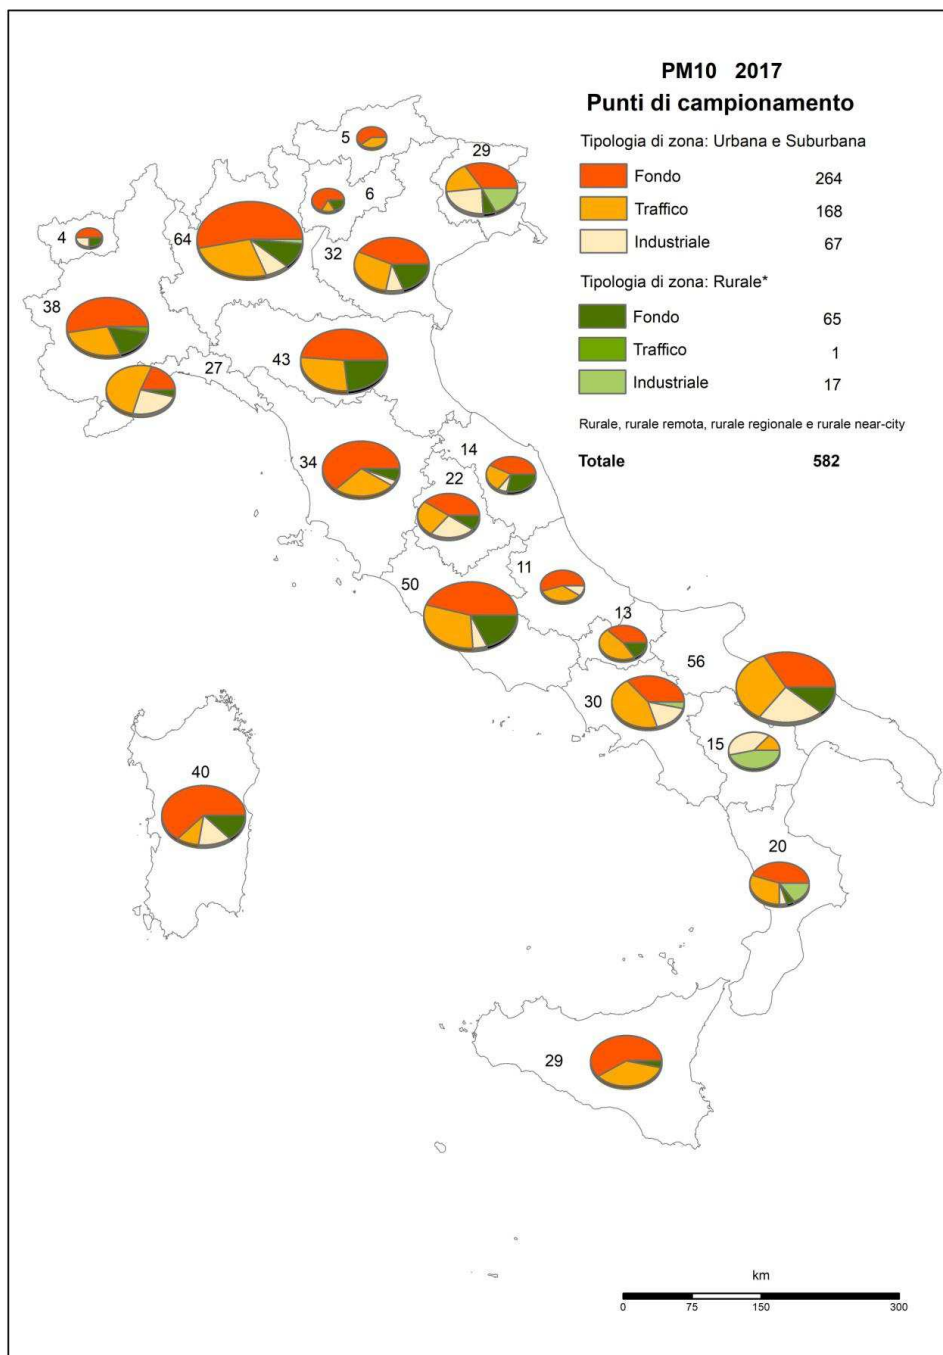 PM10 2017
Punti di campionamento
Tipologia di zona: Urbana e Suburbana
Fondo 264
Traffico 168
Industriale 67
Tipologia di zona: Rurale*
Fondo 65
Traffico 1
Industriale 17
Rurale, rurale remota, rurale regionale e rurale near-city
Totale 582
5
29
6
4
64
32
38
27
43
14
34
22
11
50
13
56
30
15
40
20
29
km
0 75 150 300